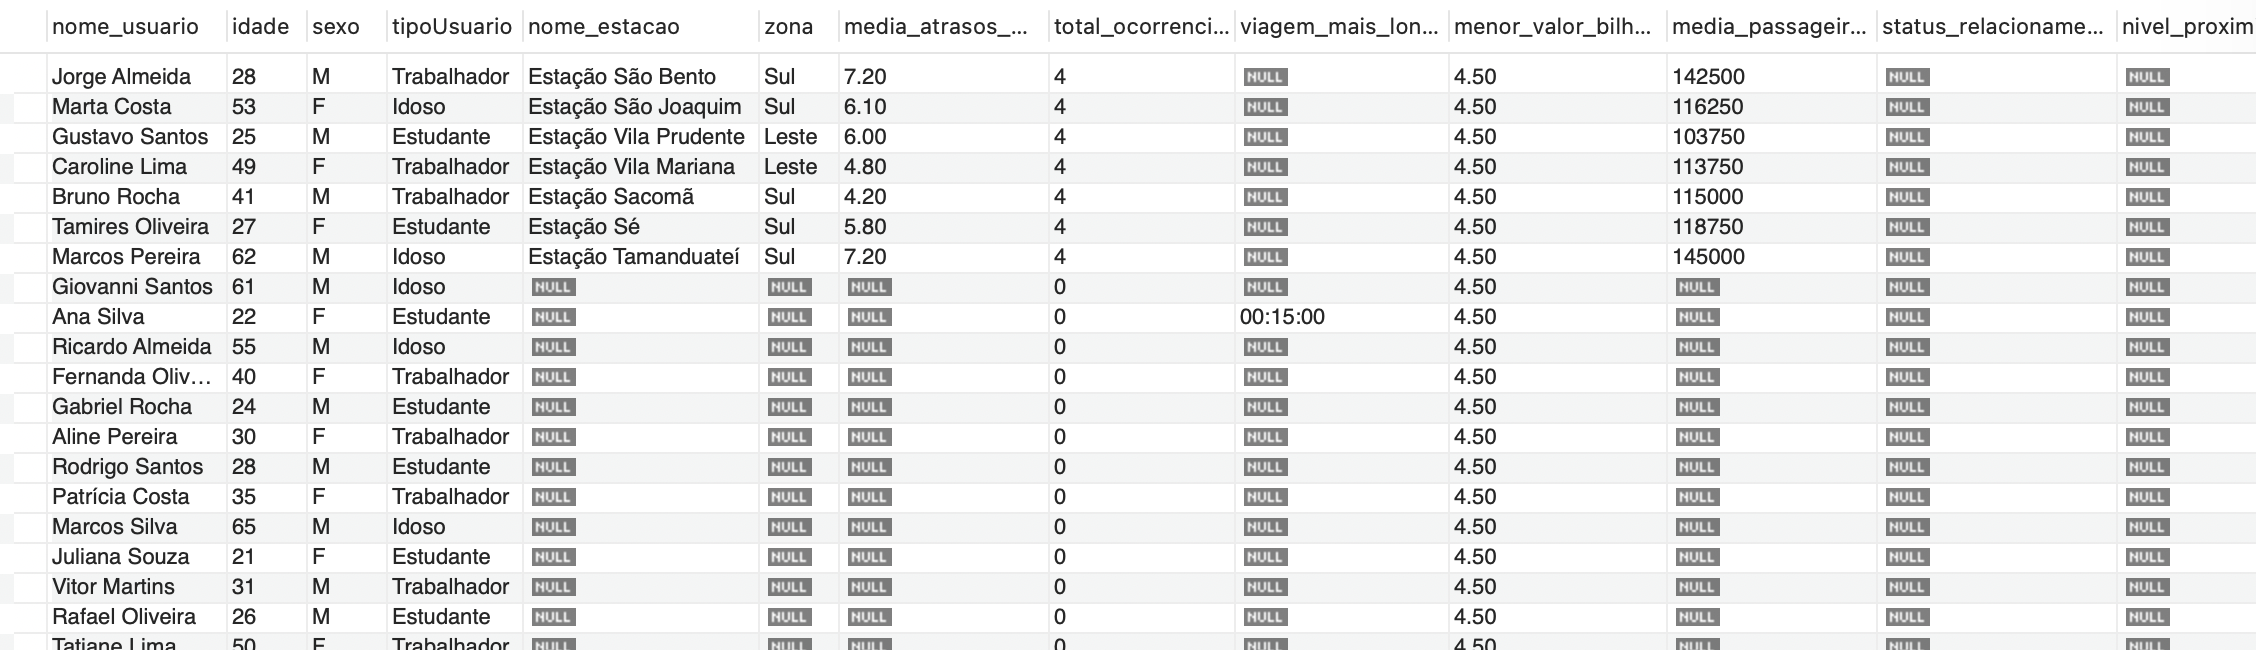 nome_usuario idade sexo tipoUsuario nome_estacao zona media_atrasos_... total_ocorrenci... viagem_mais_lon... menor_valor_bilh... media_passageir... status_relacioname... nivel_proxim
Jorge Almeida 28 M Trabalhador Estação São Bento Sul 7.20 4 NULL 4.50 142500 NULL NULL
Marta Costa 53 F Idoso Estação São Joaquim Sul 6.10 4 NULL 4.50 116250 NULL NULL
Gustavo Santos 25 M Estudante Estação Vila Prudente Leste 6.00 4 NULL 4.50 103750 NULL NULL
Caroline Lima 49 F Trabalhador Estação Vila Mariana Leste 4.80 4 NULL 4.50 113750 NULL NULL
Bruno Rocha 41 M Trabalhador Estação Sacomã Sul 4.20 4 NULL 4.50 115000 NULL NULL
Tamires Oliveira 27 F Estudante Estação Sé Sul 5.80 4 NULL 4.50 118750 NULL NULL
Marcos Pereira 62 M Idoso Estação Tamanduateí Sul 7.20 4 NULL 4.50 145000 NULL NULL
Giovanni Santos 61 M Idoso NULL NULL NULL 0 NULL 4.50 NULL NULL NULL
Ana Silva 22 F Estudante NULL NULL NULL 0 00:15:00 4.50 NULL NULL NULL
Ricardo Almeida 55 M Idoso NULL NULL NULL 0 NULL 4.50 NULL NULL NULL
Fernanda Oliv... 40 F Trabalhador NULL NULL NULL 0 NULL 4.50 NULL NULL NULL
Gabriel Rocha 24 M Estudante NULL NULL NULL 0 NULL 4.50 NULL NULL NULL
Aline Pereira 30 F Trabalhador NULL NULL NULL 0 NULL 4.50 NULL NULL NULL
Rodrigo Santos 28 M Estudante NULL NULL NULL 0 NULL 4.50 NULL NULL NULL
Patrícia Costa 35 F Trabalhador NULL NULL NULL 0 NULL 4.50 NULL NULL NULL
Marcos Silva 65 M Idoso NULL NULL NULL 0 NULL 4.50 NULL NULL NULL
Juliana Souza 21 F Estudante NULL NULL NULL 0 NULL 4.50 NULL NULL NULL
Vitor Martins 31 M Trabalhador NULL NULL NULL 0 NULL 4.50 NULL NULL NULL
Rafael Oliveira 26 M Estudante NULL NULL NULL 0 NULL 4.50 NULL NULL NULL
Tatiane Lima 50 F Trabalhador NULL NULL NULL 0 NULL 4.50 NULL NULL NULL